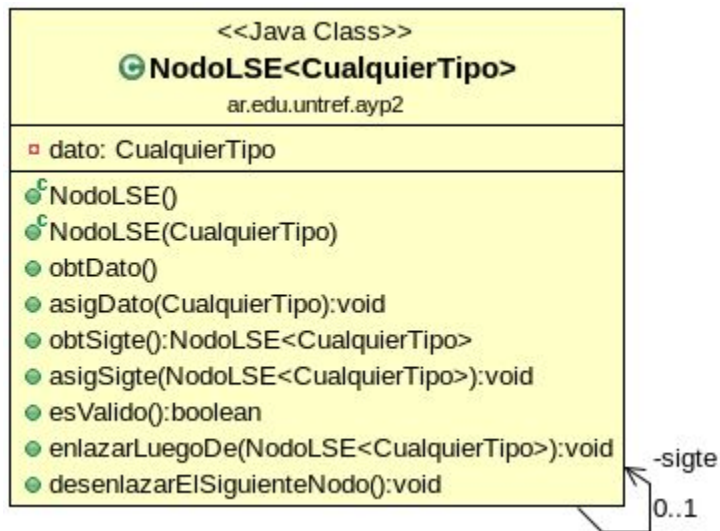 <<Java Class>>
NodoLSE<CualquierTipo>
ar.edu.untref.ayp2
dato: CualquierTipo
NodoLSE()
NodoLSE(CualquierTipo)
obtDato()
asigDato(CualquierTipo):void
obtSigte():NodoLSE<CualquierTipo>
asigSigte(NodoLSE<CualquierTipo>):void
esValido():boolean
enlazarLuegoDe(NodoLSE<CualquierTipo>):void
desenlazarElSiguienteNodo():void
-sigte
0..1